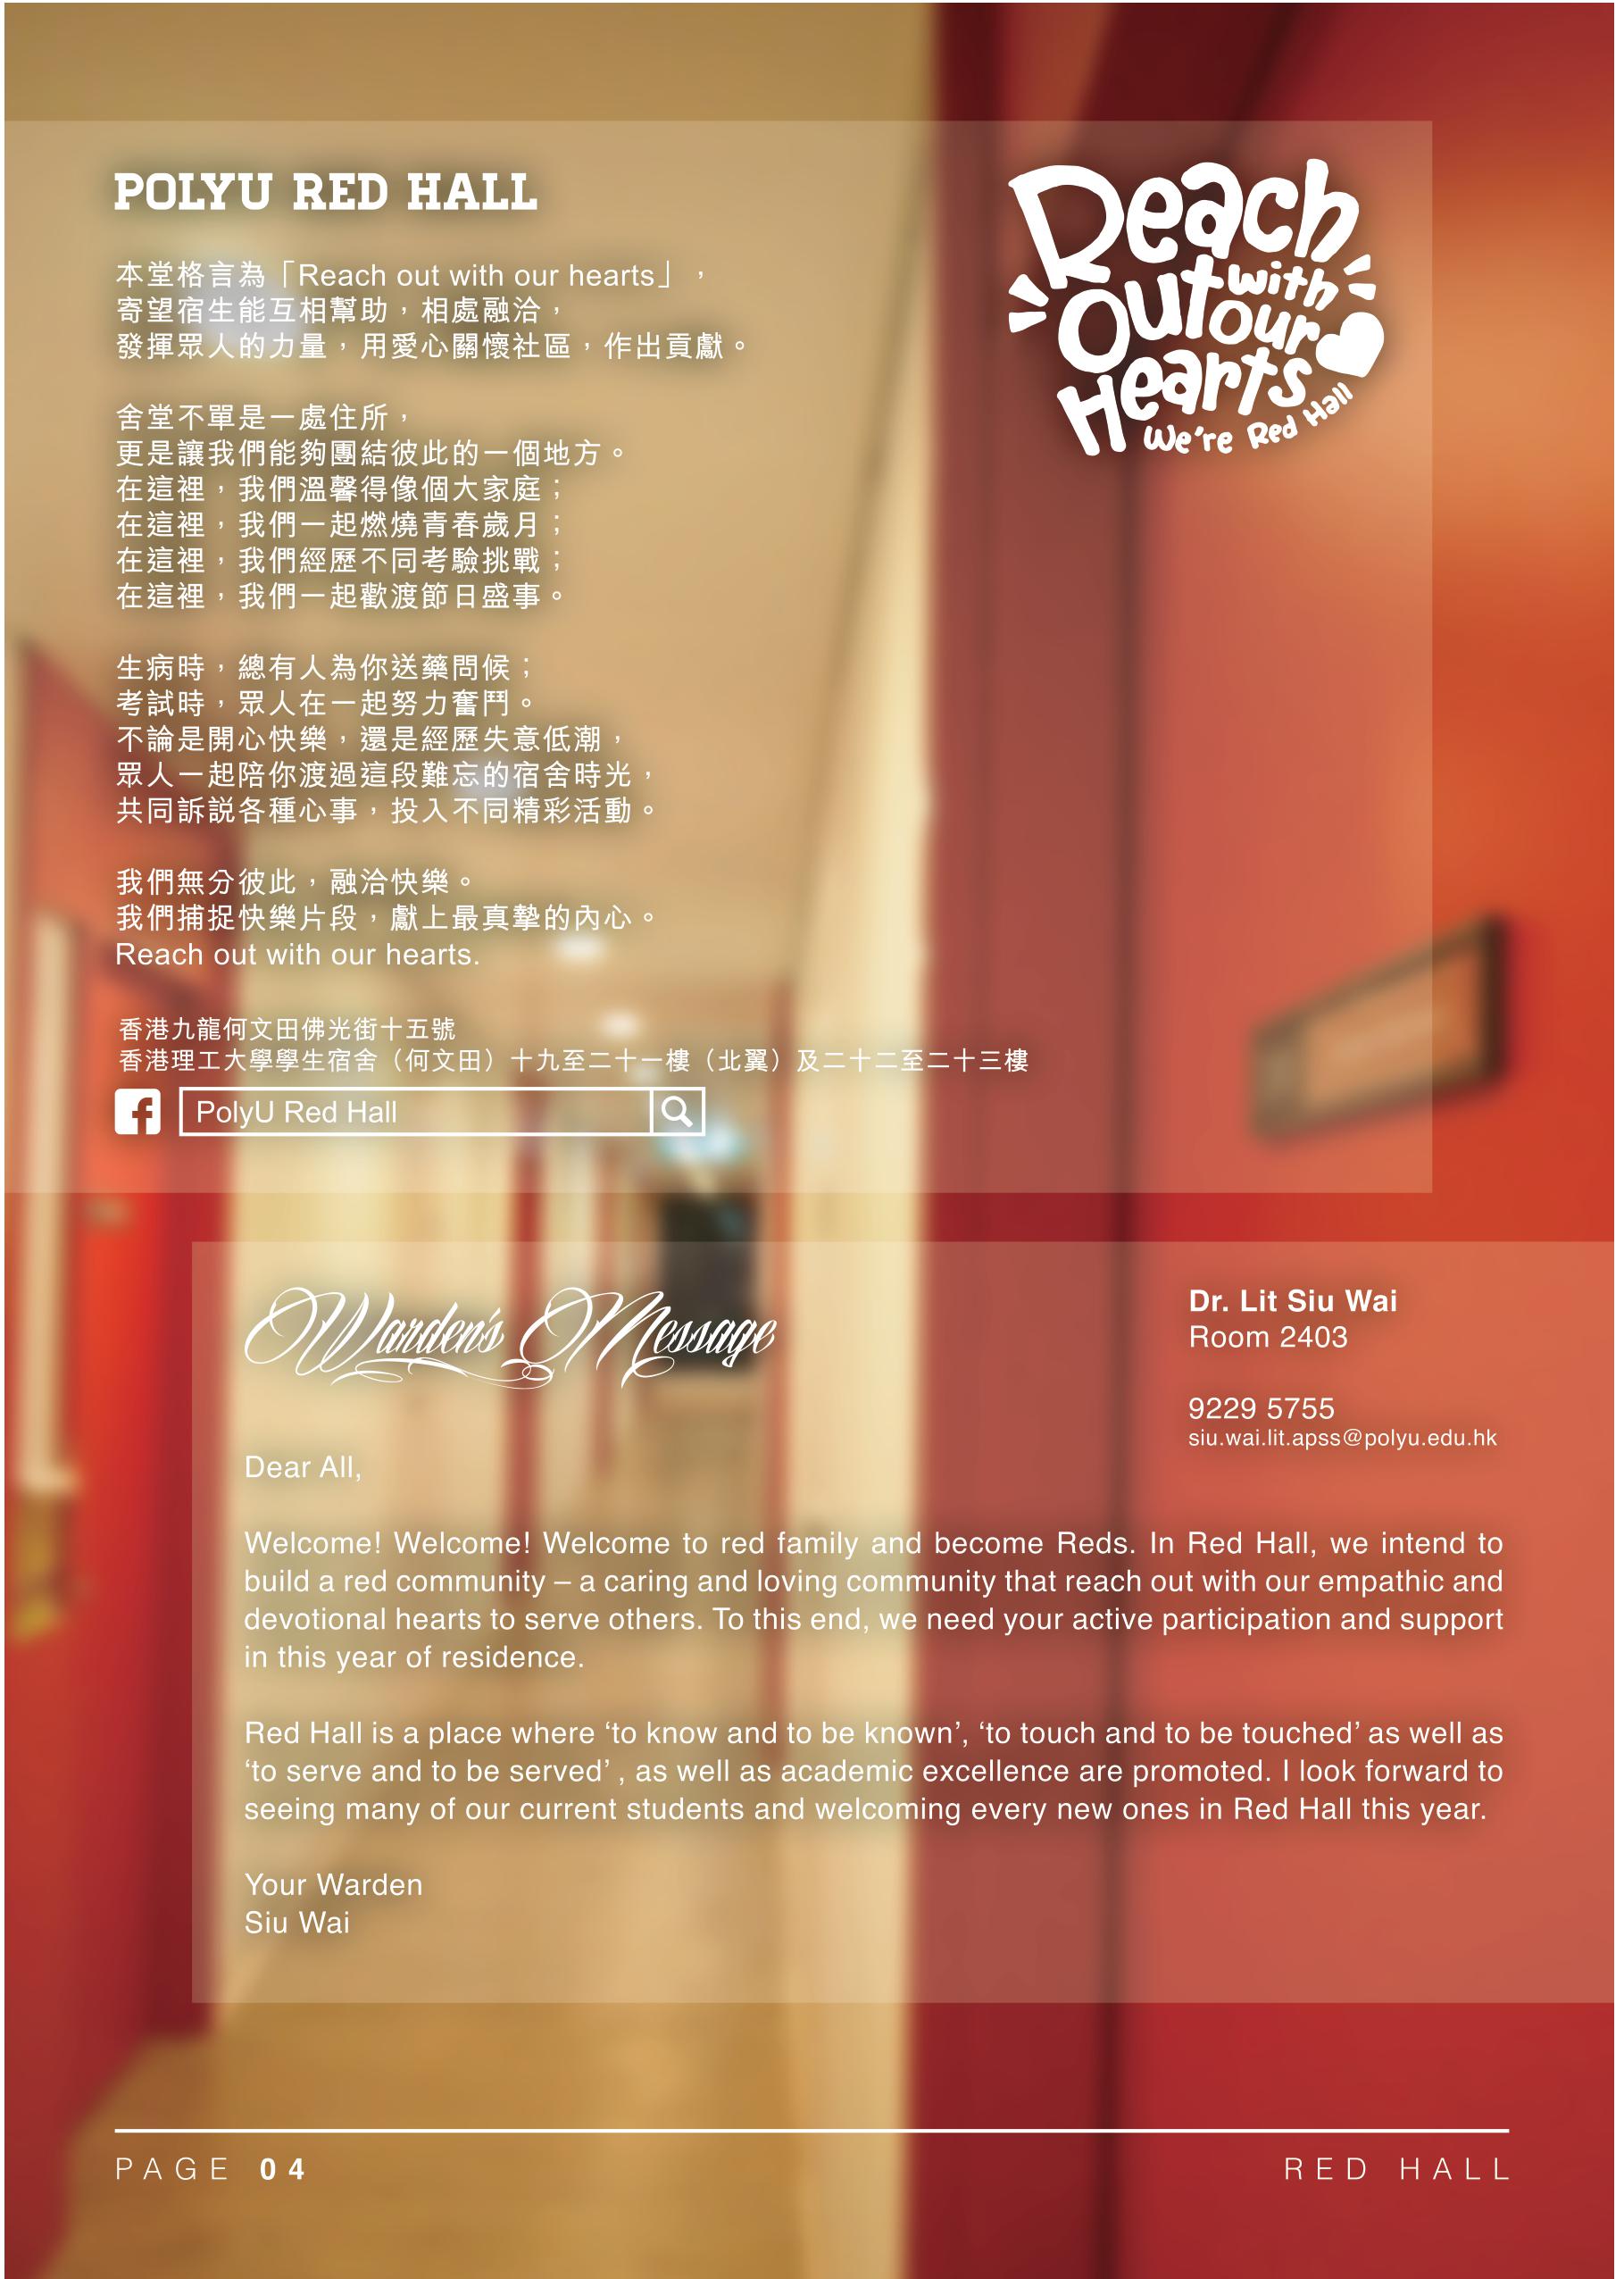 POLYU RED HALL
Reach
out with
our
Hearts
We're Red Hall
本堂格言為「Reach out with our hearts」，
寄望宿生能互相幫助，相處融洽，
發揮眾人的力量，用愛心關懷社區，作出貢獻。
舍堂不單是一處住所，
更是讓我們能夠團結彼此的一個地方。
在這裡，我們溫馨得像個大家庭；
在這裡，我們一起燃燒青春歲月；
在這裡，我們經歷不同考驗挑戰；
在這裡，我們一起歡渡節日盛事。
生病時，總有人為你送藥問候；
考試時，眾人在一起努力奮鬥。
不論是開心快樂，還是經歷失意低潮，
眾人一起陪你渡過這段難忘的宿舍時光，
共同訴説各種心事，投入不同精彩活動。
我們無分彼此，融洽快樂。
我們捕捉快樂片段，獻上最真摯的內心。
Reach out with our hearts.
香港九龍何文田佛光街十五號
香港理工大學學生宿舍（何文田）十九至二十一樓（北翼）及二十二至二十三樓
PolyU Red Hall
Warden's Message
Dr. Lit Siu Wai
Room 2403
9229 5755
siu.wai.lit.apss@polyu.edu.hk
Dear All,
Welcome! Welcome! Welcome to red family and become Reds. In Red Hall, we intend to
build a red community – a caring and loving community that reach out with our empathic and
devotional hearts to serve others. To this end, we need your active participation and support
in this year of residence.
Red Hall is a place where ‘to know and to be known’, ‘to touch and to be touched’ as well as
‘to serve and to be served’ , as well as academic excellence are promoted. I look forward to
seeing many of our current students and welcoming every new ones in Red Hall this year.
Your Warden
Siu Wai
PAGE 04
RED HALL